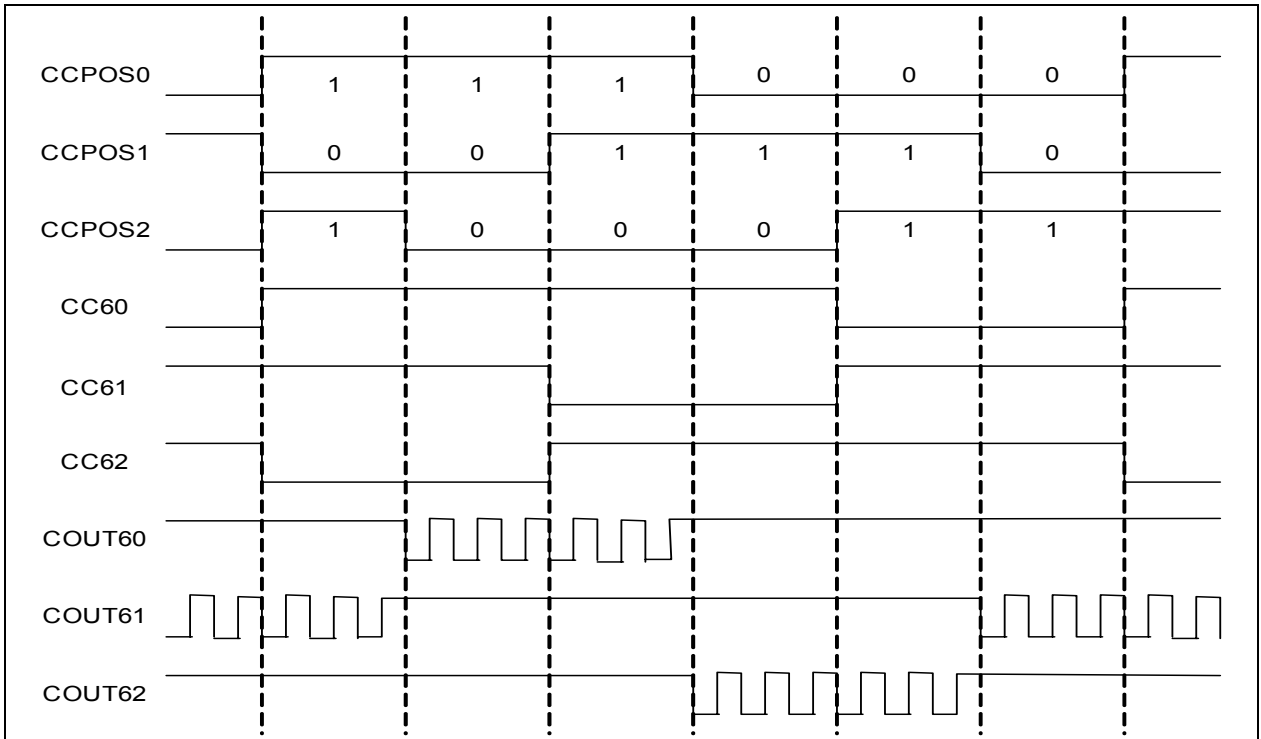 CCPOS0 1 1 1 0 0 0
CCPOS1 0 0 1 1 1 0
CCPOS2 1 0 0 0 1 1
CC60
CC61
CC62
COUT60
COUT61
COUT62